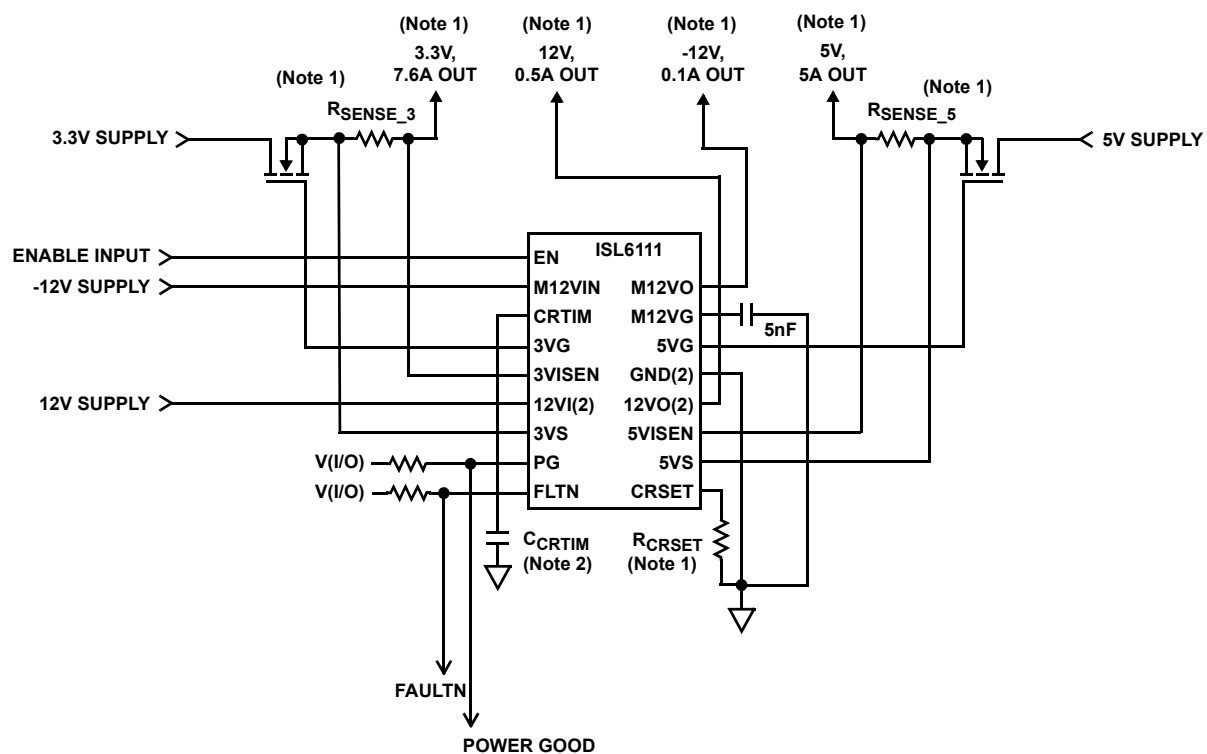 (Note 1)
3.3V,
7.6A OUT
(Note 1)
12V,
0.5A OUT
(Note 1)
-12V,
0.1A OUT
(Note 1)
5V,
5A OUT
(Note 1)
RSENSE_3
(Note 1)
RSENSE_5
3.3V SUPPLY
5V SUPPLY
ENABLE INPUT
-12V SUPPLY
12V SUPPLY
V(I/O)
V(I/O)
ISL6111
EN
M12VIN
CRTIM
3VG
3VISEN
12VI(2)
3VS
PG
FLTN
M12VO
M12VG
5VG
GND(2)
12VO(2)
5VISEN
5VS
CRSET
5nF
CCRTIM
(Note 2)
RCRSET
(Note 1)
FAULTN
POWER GOOD